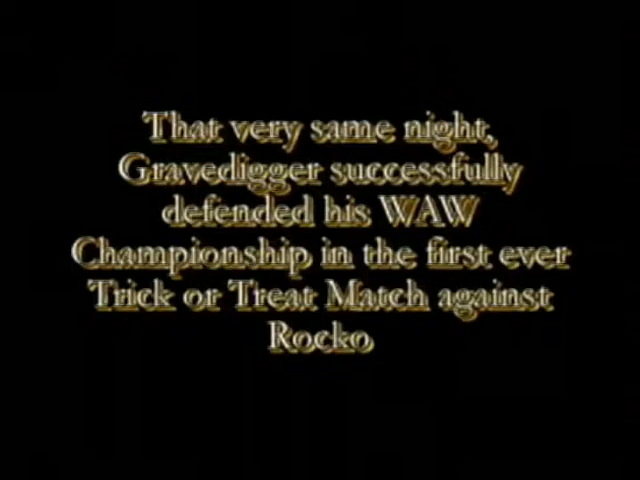 That very same night,
Gravedigger successfully
defended his WAW
Championship in the first ever
Trick or Treat Match against
Rocko